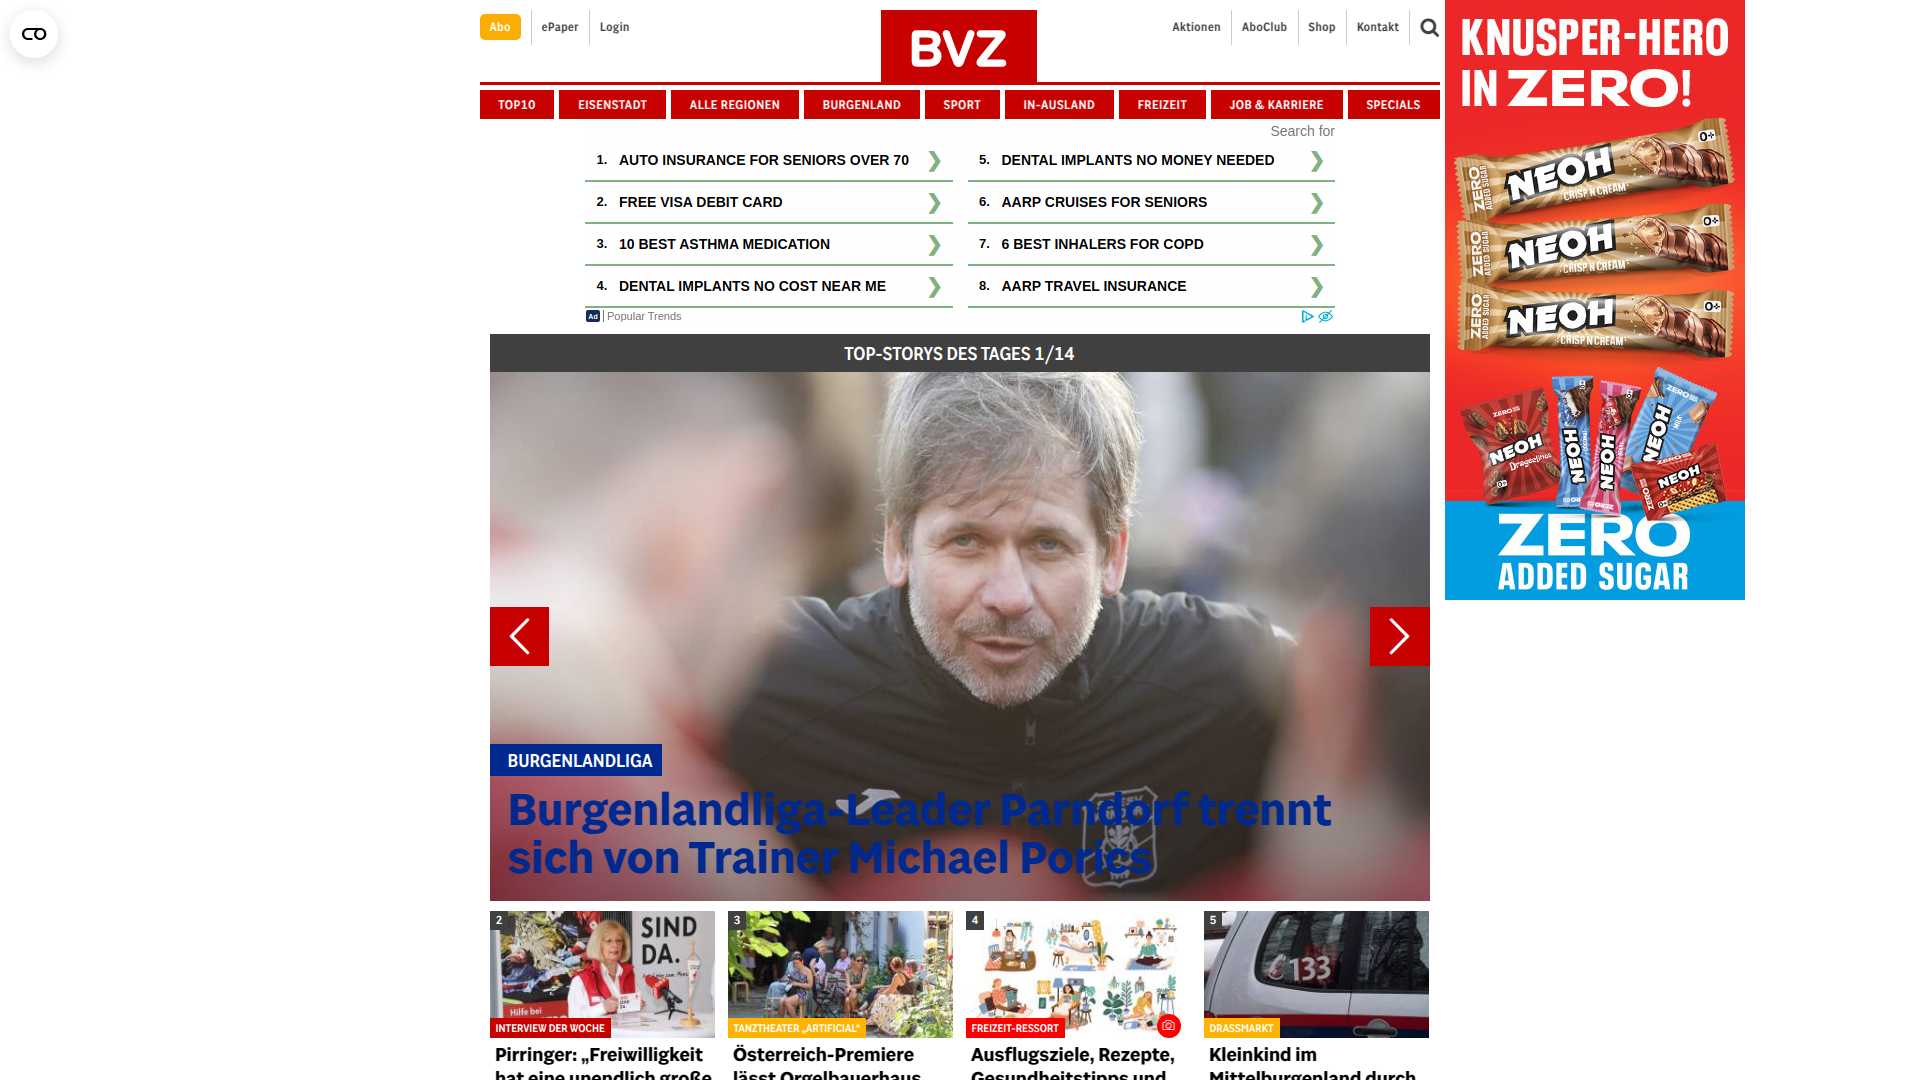 Abo
ePaper
Login
BVZ
Aktionen
AboClub
Shop
Kontakt
TOP10
EISENSTADT
ALLE REGIONEN
BURGENLAND
SPORT
IN-AUSLAND
FREIZEIT
JOB & KARRIERE
SPECIALS
Search for
1. AUTO INSURANCE FOR SENIORS OVER 70
2. FREE VISA DEBIT CARD
3. 10 BEST ASTHMA MEDICATION
4. DENTAL IMPLANTS NO COST NEAR ME
5. DENTAL IMPLANTS NO MONEY NEEDED
6. AARP CRUISES FOR SENIORS
7. 6 BEST INHALERS FOR COPD
8. AARP TRAVEL INSURANCE
Ad | Popular Trends
TOP-STORYS DES TAGES 1/14
BURGENLANDLIGA
Burgenlandliga-Leader Parndorf trennt
sich von Trainer Michael Porics
2
SIND
DA.
Hilfe bei
INTERVIEW DER WOCHE
Pirringer: „Freiwilligkeit
hat eine unendlich große
3
TANZTHEATER „ARTIFICIAL“
Österreich-Premiere
lässt Orgelbauerhaus
4
FREIZEIT-RESSORT
Ausflugsziele, Rezepte,
Gesundheitstipps und
5
133
DRASSMARKT
Kleinkind im
Mittelburgenland durch
KNUSPER-HERO
IN ZERO!
ZERO
ADDED SUGAR
NEOH
CRISP'N'CREAM
0+
ZERO
ADDED SUGAR
NEOH
CRISP'N'CREAM
0+
ZERO
ADDED SUGAR
NEOH
CRISP'N'CREAM
0+
ZERO
NEOH
NEOH
NEOH
ZERO
NEOH
ZERO
NEOH
ZERO
ADDED SUGAR